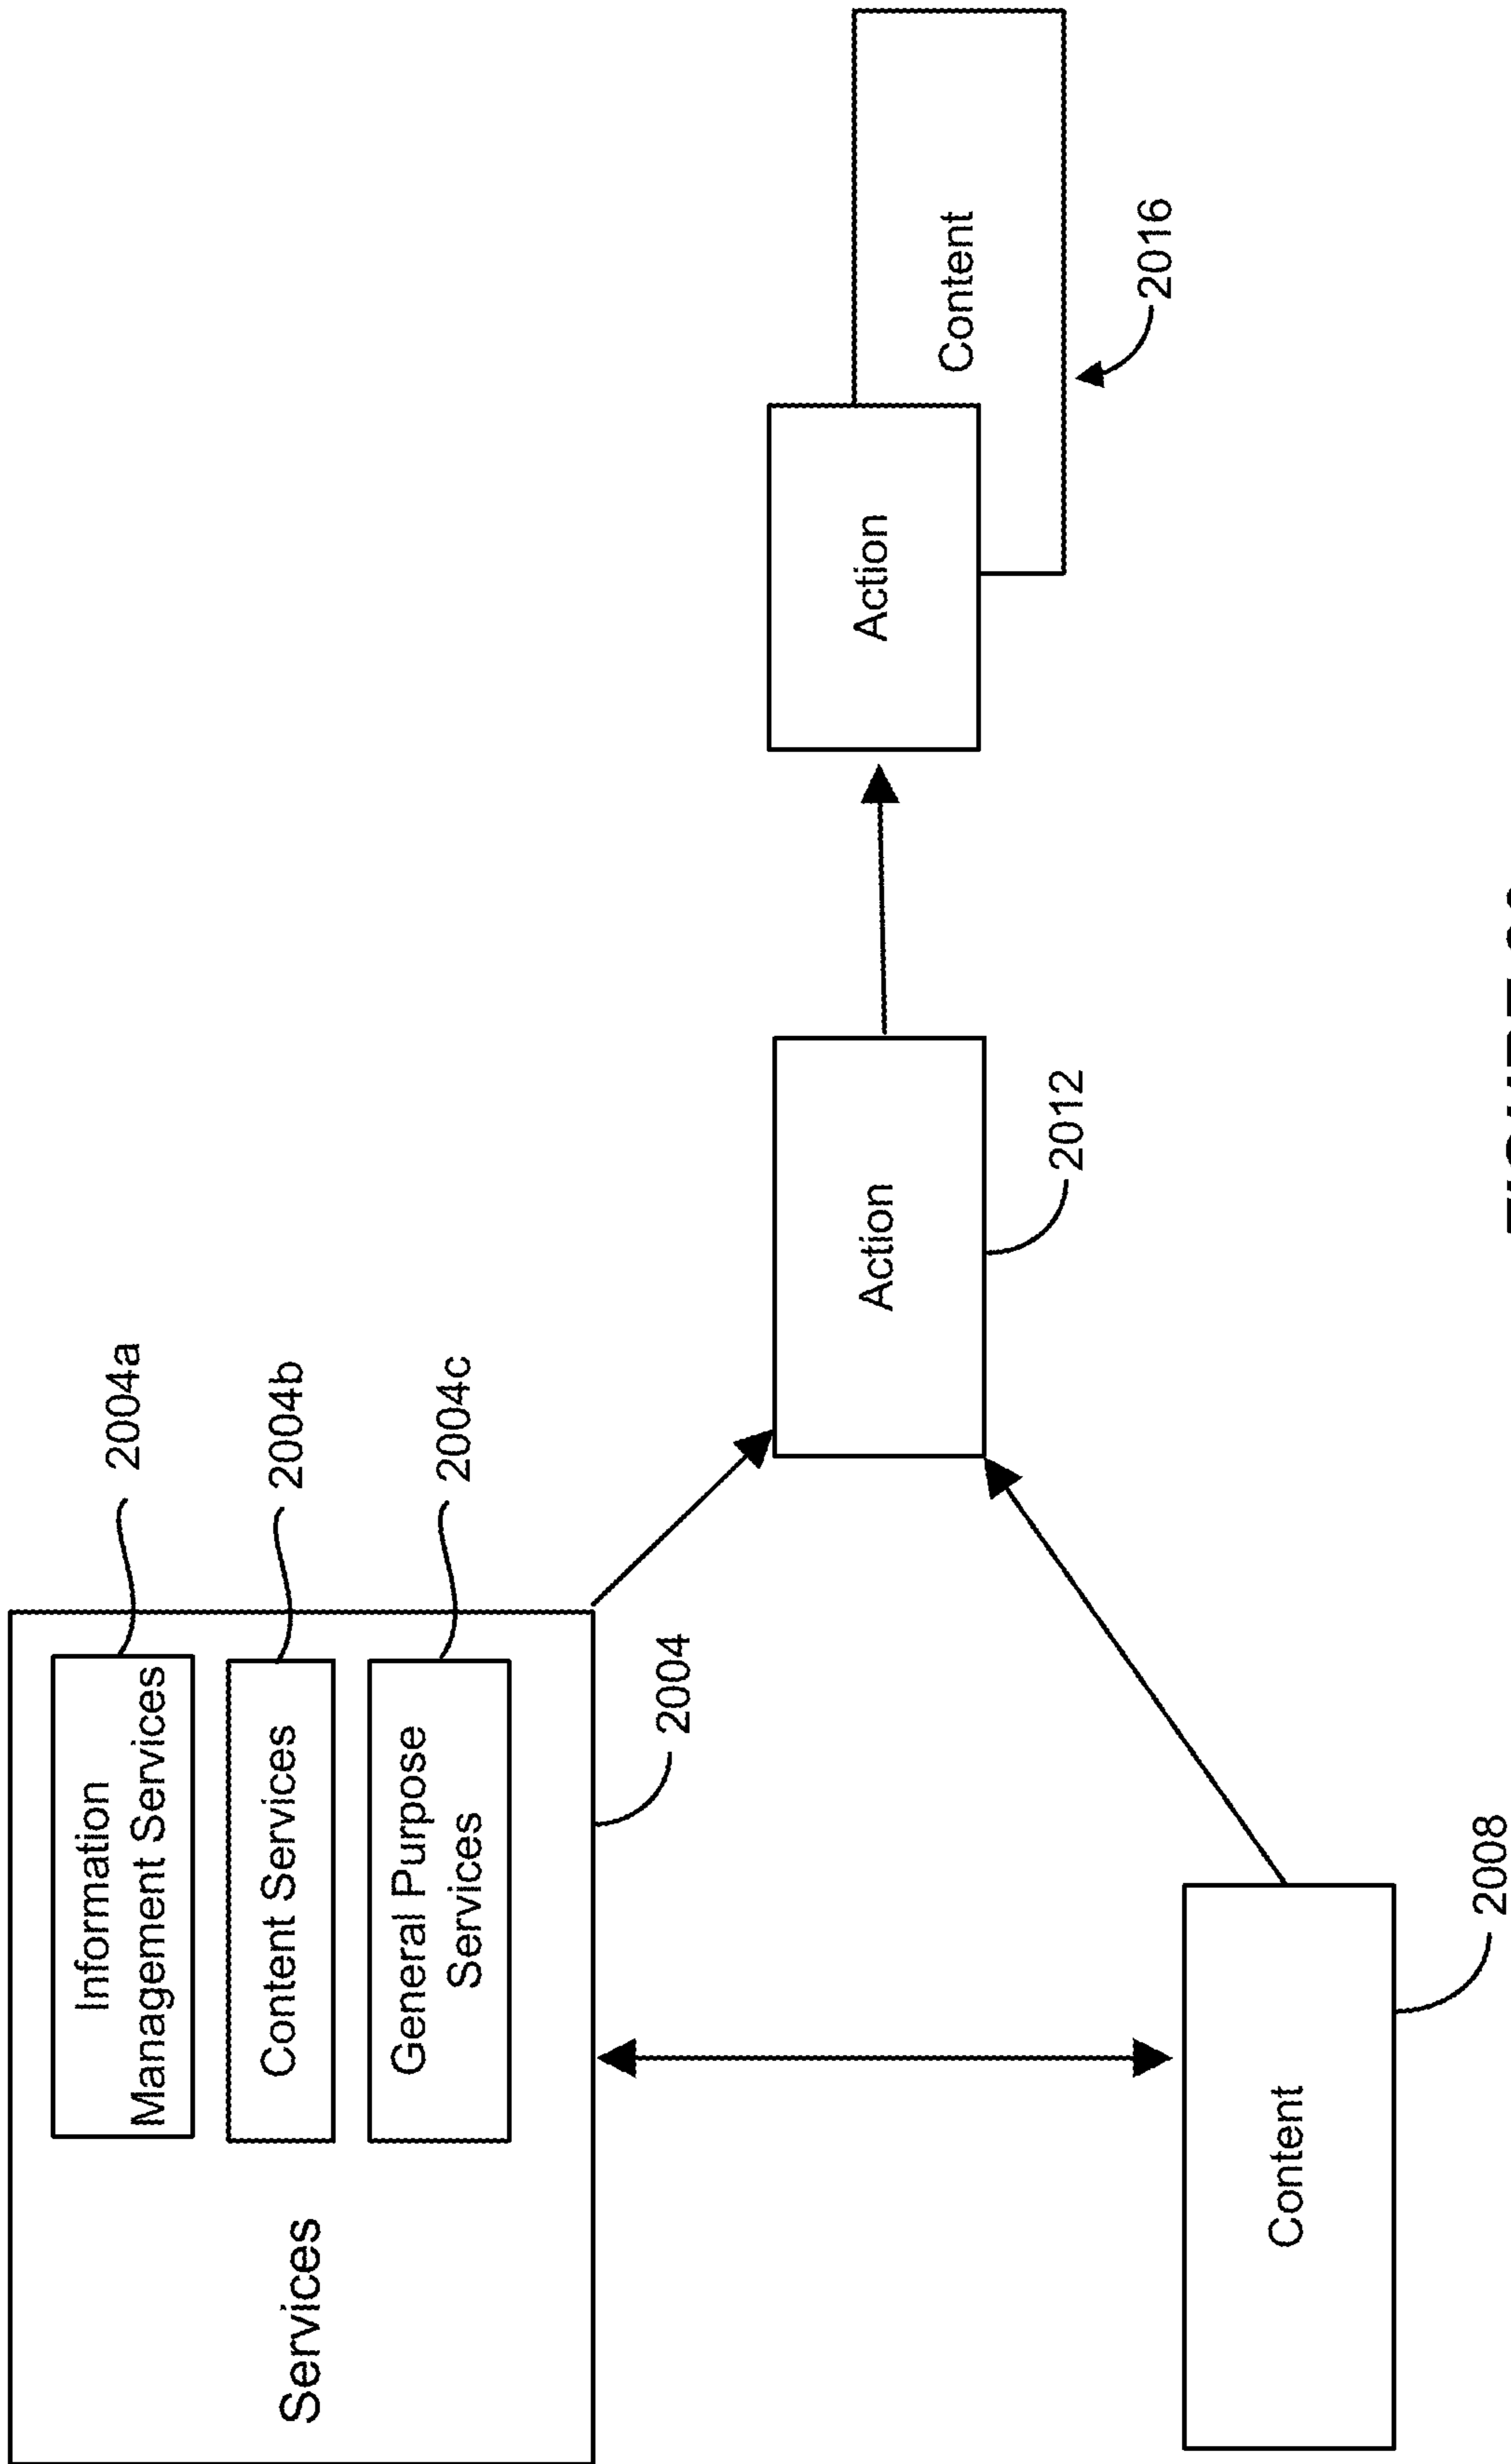 Services
Information
Management Services
2004a
Content Services
2004b
General Purpose
Services
2004c
2004
Action
2012
Action
Content
2016
Content
2008